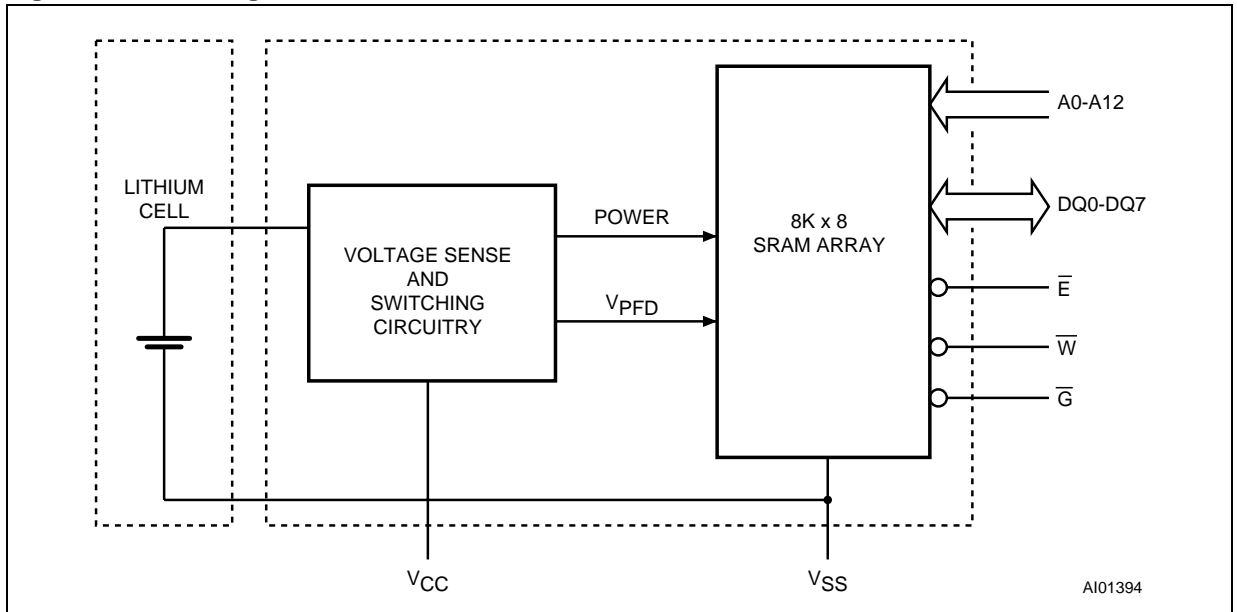 LITHIUM
CELL
VOLTAGE SENSE
AND
SWITCHING
CIRCUITRY
POWER
VPFD
8K x 8
SRAM ARRAY
A0-A12
DQ0-DQ7
E̅
W̅
G̅
VCC
VSS
AI01394